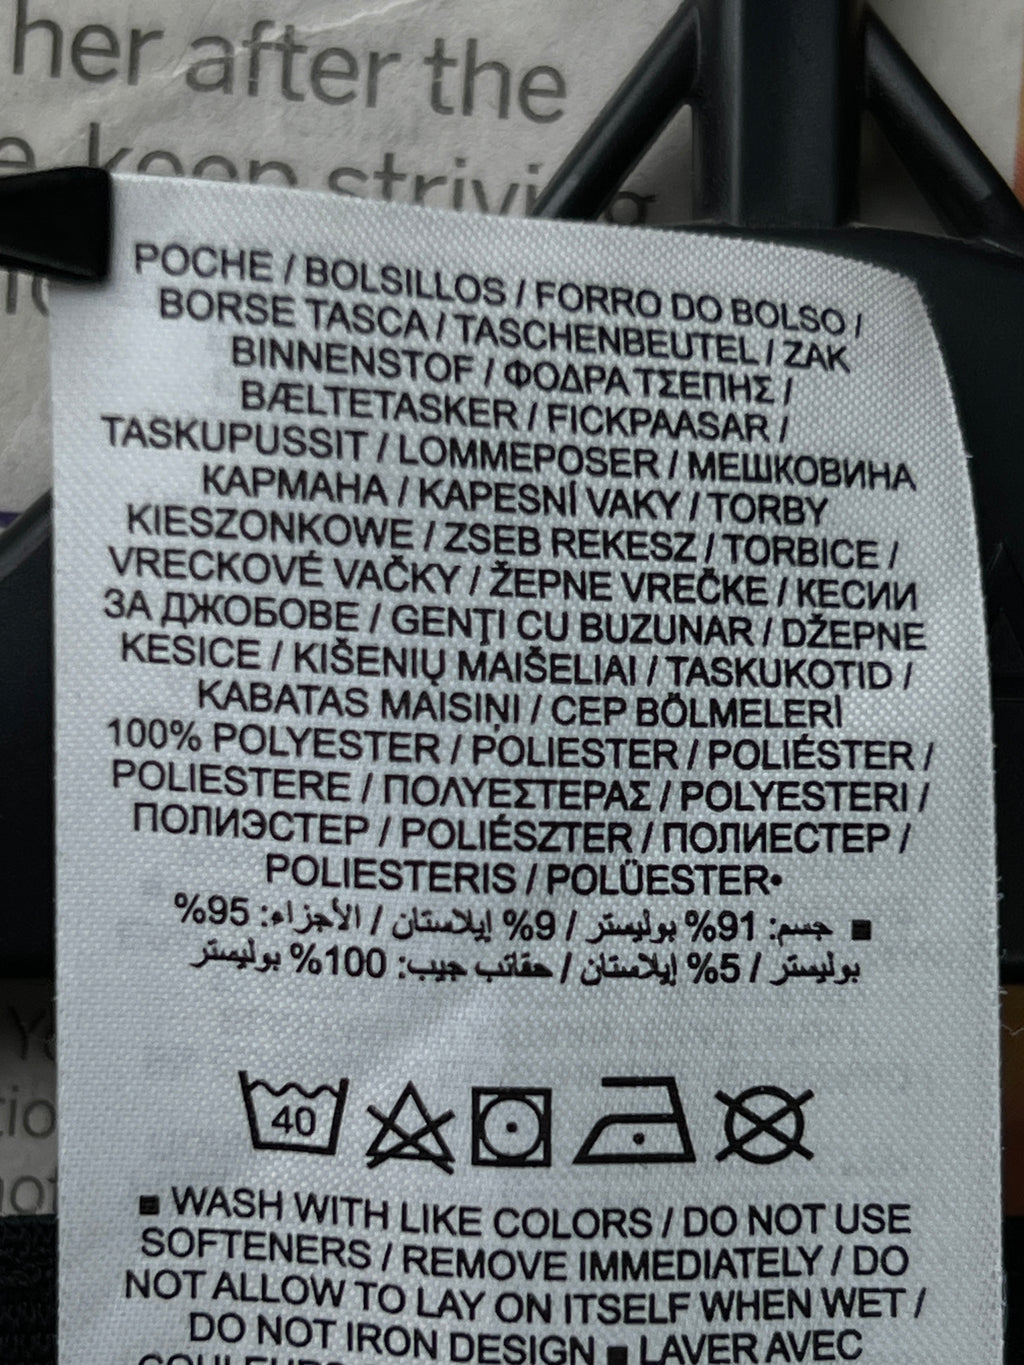 her after the
keep striving
POCHE / BOLSILLOS / FORRO DO BOLSO /
BORSE TASCA / TASCHENBEUTEL / ZAK
BINNENSTOF / ΦΟΔΡΑ ΤΣΕΠΗΣ /
BÆLTETASKER / FICKPAASAR /
TASKUPUSSIT / LOMMEPOSER / МЕШКОВИНА
КАРМАНА / KAPESNÍ VAKY / TORBY
KIESZONKOWE / ZSEB REKESZ / TORBICE /
VRECKOVÉ VAČKY / ŽEPNE VREČKE / КЕСИИ
ЗА ДЖОБОВЕ / GENŢI CU BUZUNAR / DŽEPNE
KESICE / KIŠENIŲ MAIŠELIAI / TASKUKOTID /
KABATAS MAISIŅI / CEP BÖLMELERİ
100% POLYESTER / POLIESTER / POLIÉSTER /
POLIESTERE / ΠΟΛΥΕΣΤΕΡΑΣ / POLYESTERI /
ПОЛИЭСТЕР / POLIÉSZTER / ПОЛИЕСТЕР /
POLIESTERIS / POLÜESTER•
■ جسم: 91% بوليستر / 9% إيلاستان / الأجزاء: 95%
بوليستر / 5% إيلاستان / حقائب جيب: 100% بوليستر
40
■ WASH WITH LIKE COLORS / DO NOT USE
SOFTENERS / REMOVE IMMEDIATELY / DO
NOT ALLOW TO LAY ON ITSELF WHEN WET /
DO NOT IRON DESIGN ■ LAVER AVEC